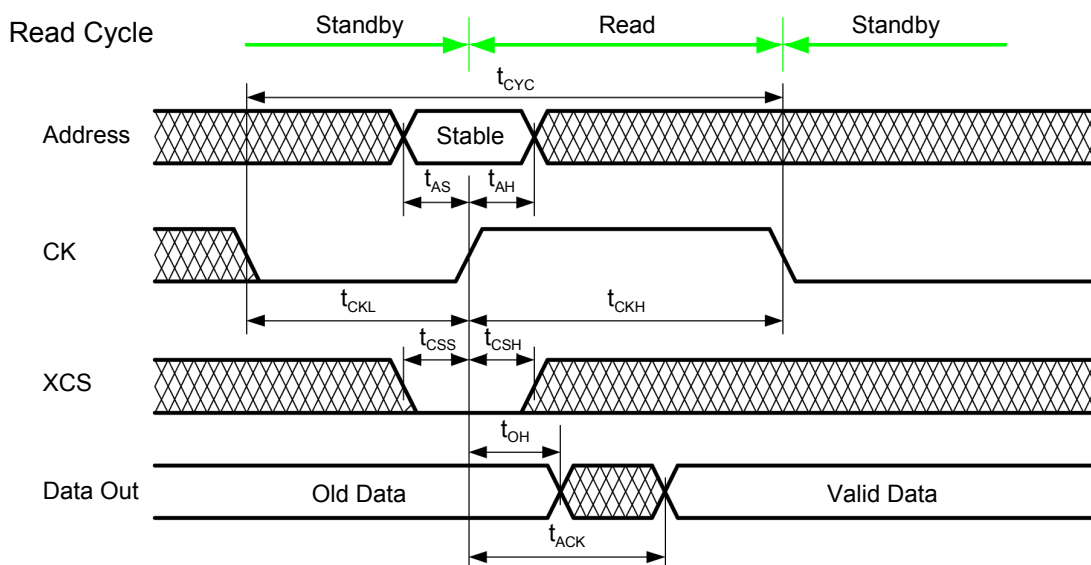 Read Cycle
Standby Read Standby
tCYC
Address Stable
tAS tAH
CK
tCKL tCKH
tCSS tCSH
XCS
tOH
Data Out Old Data Valid Data
tACK